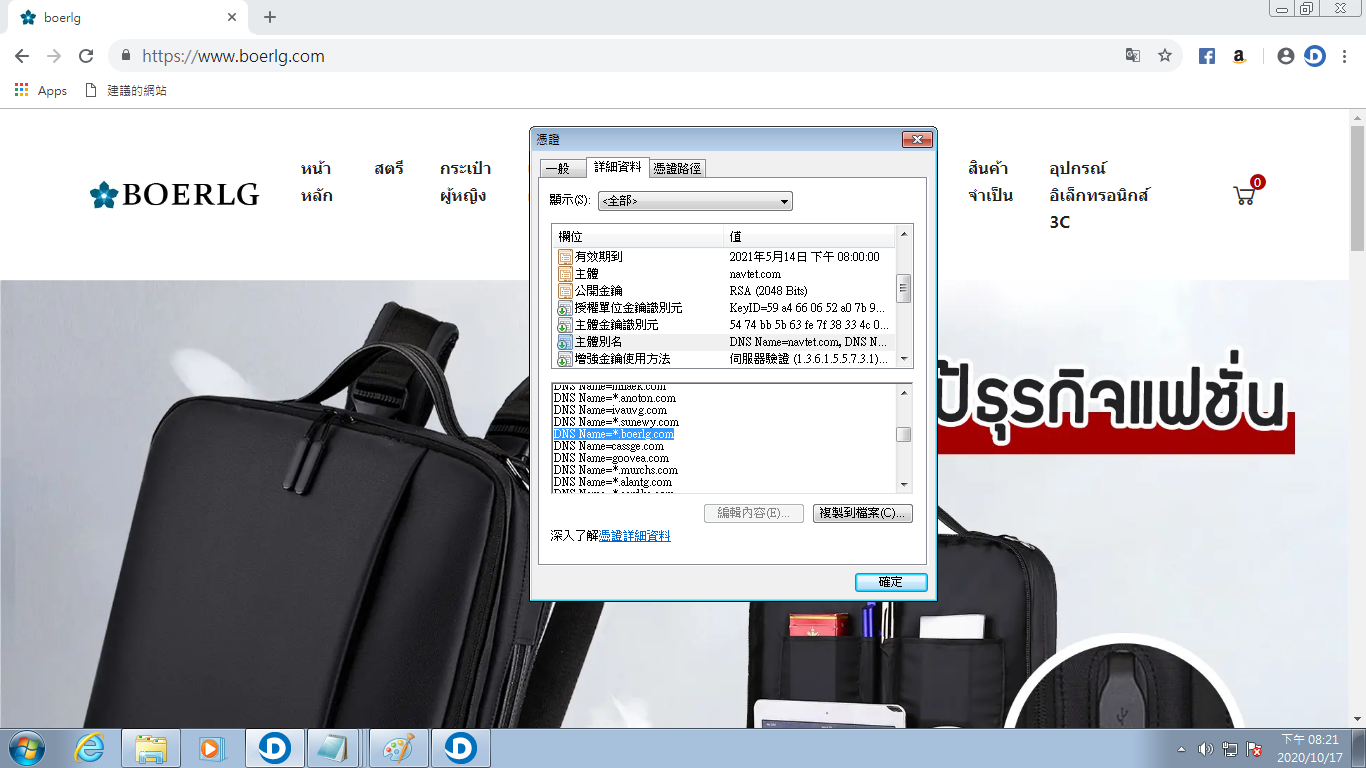 boerlg
https://www.boerlg.com
Apps
建議的網站
BOERLG
หน้า
หลัก
สตรี
กระเป๋า
ผู้หญิง
สินค้า
จำเป็น
อุปกรณ์
อิเล็กทรอนิกส์
3C
0
憑證
一般
詳細資料
憑證路徑
顯示(S):
<全部>
欄位 值
有效期到 2021年5月14日 下午 08:00:00
主體 navtet.com
公開金鑰 RSA (2048 Bits)
授權單位金鑰識別元 KeyID=59 a4 66 06 52 a0 7b 9...
主體金鑰識別元 54 74 bb 5b 63 fe 7f 38 33 4c 0...
主體別名 DNS Name=navtet.com, DNS N...
增強金鑰使用方法 伺服器驗證 (1.3.6.1.5.5.7.3.1)...
DNS Name=*.anoton.com
DNS Name=ivauvg.com
DNS Name=*.sunewy.com
DNS Name=*.boerlg.com
DNS Name=cassge.com
DNS Name=goovea.com
DNS Name=*.murchs.com
DNS Name=*.alantg.com
編輯內容(E)...
複製到檔案(C)...
深入了解憑證詳細資料
確定
ธุรกิจแฟชั่น
下午 08:21
2020/10/17